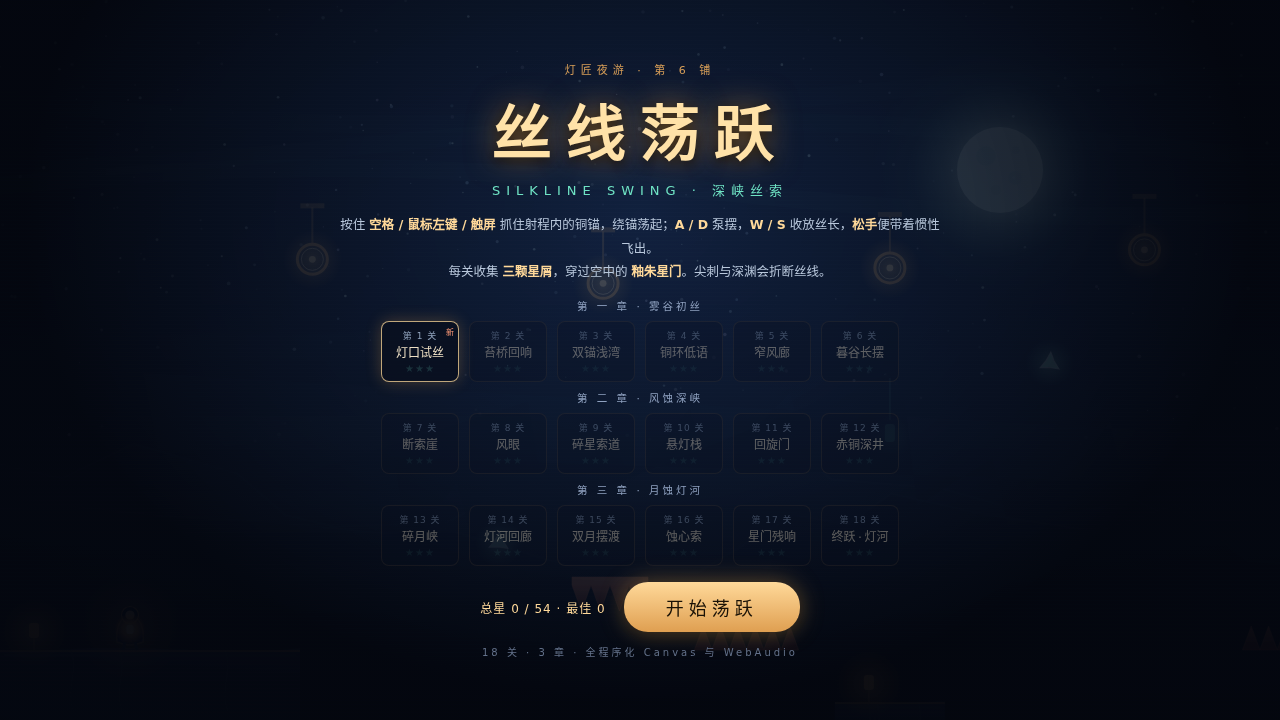 灯匠夜游 · 第 6 铺
丝线荡跃
SILKLINE SWING · 深峡丝索
按住 空格 / 鼠标左键 / 触屏 抓住射程内的铜锚，绕锚荡起；A / D 泵摆，W / S 收放丝长，松手便带着惯性
飞出。
每关收集 三颗星屑，穿过空中的 釉朱星门。尖刺与深渊会折断丝线。
第 一 章 · 雾谷初丝
第 1 关 新 第 2 关 第 3 关 第 4 关 第 5 关 第 6 关
灯口试丝 苔桥回响 双锚浅湾 铜环低语 窄风廊 暮谷长摆
★★★ ★★★ ★★★ ★★★ ★★★ ★★★
第 二 章 · 风蚀深峡
第 7 关 第 8 关 第 9 关 第 10 关 第 11 关 第 12 关
断索崖 风眼 碎星索道 悬灯栈 回旋门 赤铜深井
★★★ ★★★ ★★★ ★★★ ★★★ ★★★
第 三 章 · 月蚀灯河
第 13 关 第 14 关 第 15 关 第 16 关 第 17 关 第 18 关
碎月峡 灯河回廊 双月摆渡 蚀心索 星门残响 终跃 · 灯河
★★★ ★★★ ★★★ ★★★ ★★★ ★★★
总星 0 / 54 · 最佳 0 开始荡跃
18 关 · 3 章 · 全程序化 Canvas 与 WebAudio